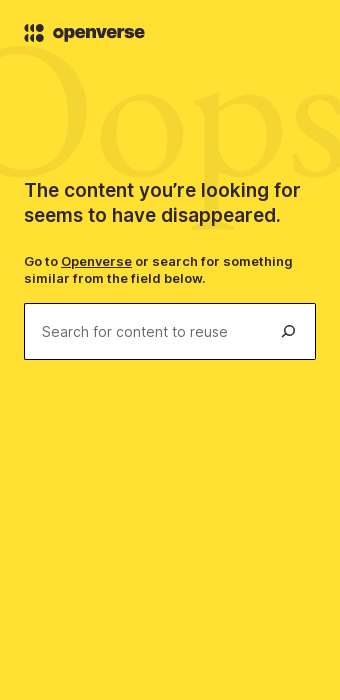 openverse
Oops
The content you’re looking for
seems to have disappeared.
Go to Openverse or search for something
similar from the field below.
Search for content to reuse